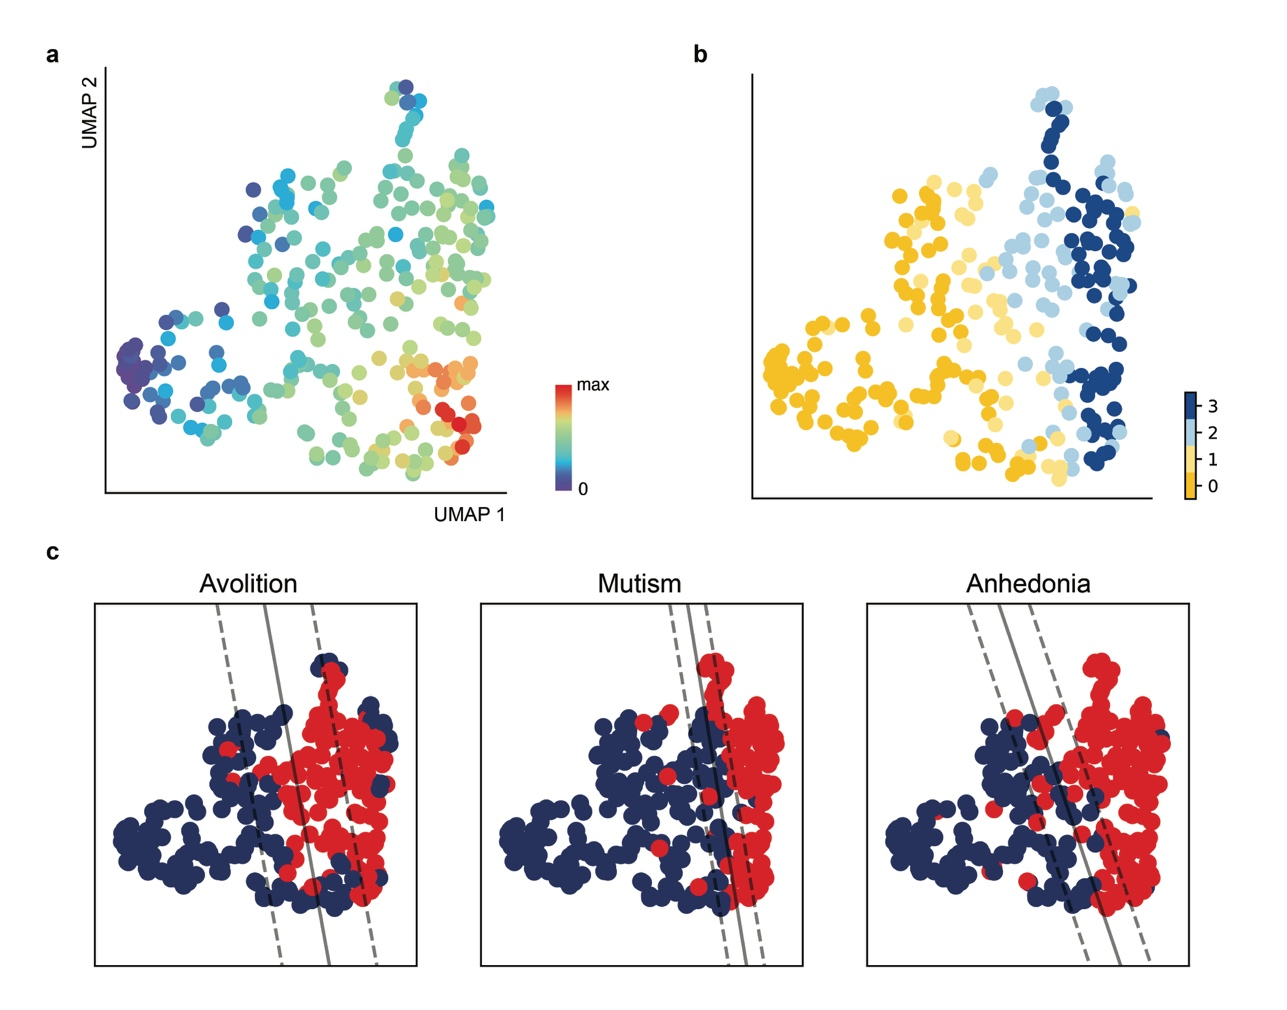 a
b
UMAP 2
max
0
UMAP 1
3
2
1
0
c
Avolition
Mutism
Anhedonia